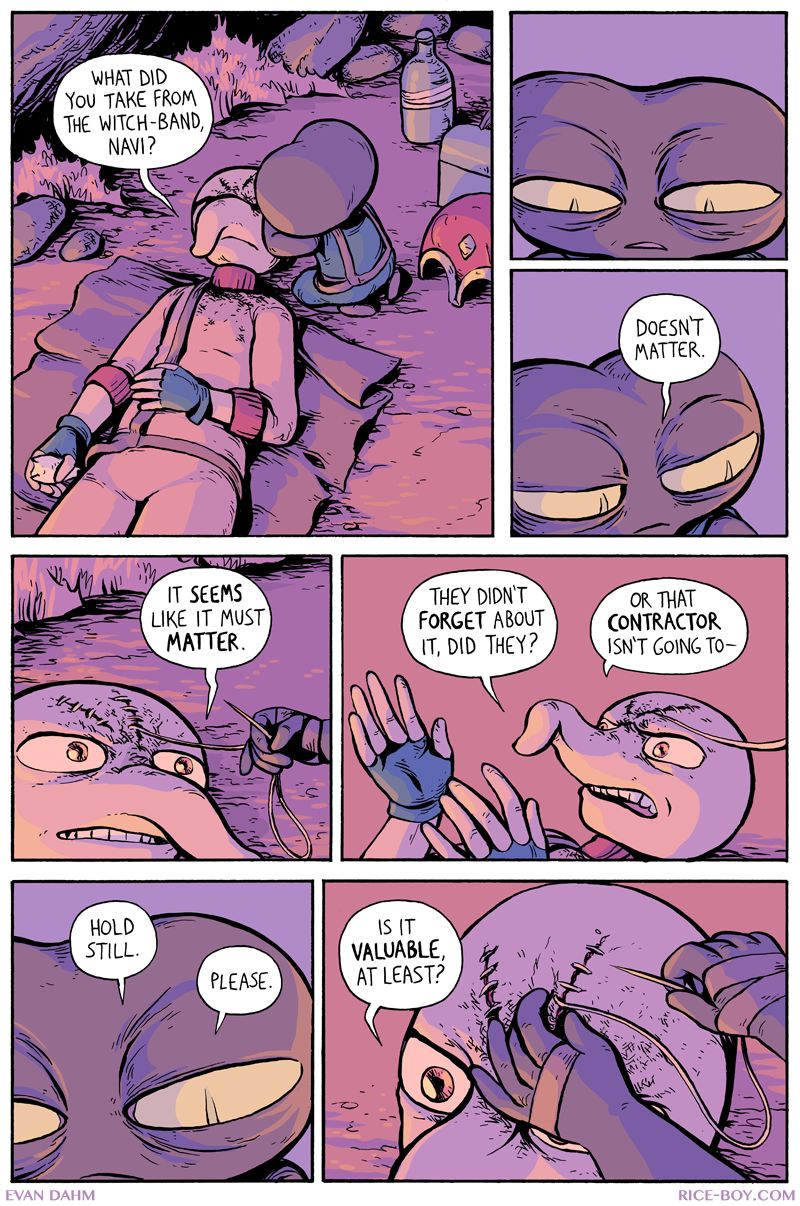 WHAT DID
YOU TAKE FROM
THE WITCH-BAND,
NAVI?
DOESN'T
MATTER.
IT SEEMS
LIKE IT MUST
MATTER.
THEY DIDN'T
FORGET ABOUT
IT, DID THEY?
OR THAT
CONTRACTOR
ISN'T GOING TO–
HOLD
STILL.
PLEASE.
IS IT
VALUABLE,
AT LEAST?
EVAN DAHM
RICE-BOY.COM